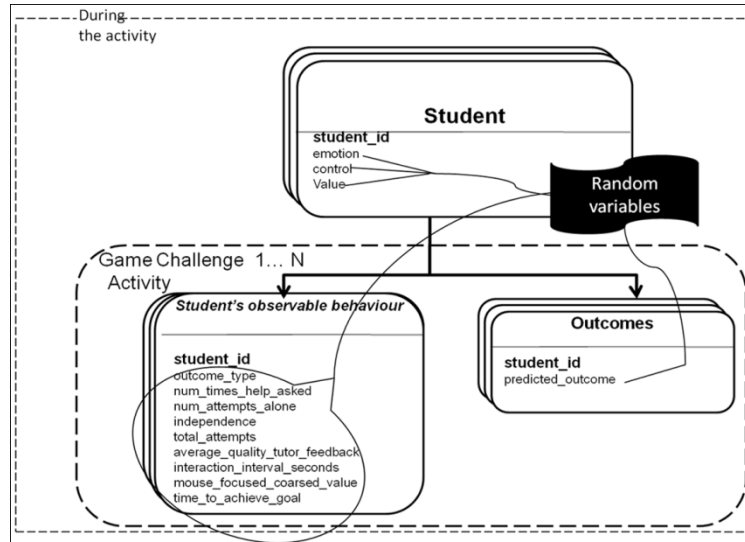 During
the activity
Student
student_id
emotion
control
Value
Random
variables
Game Challenge 1... N
Activity
Student's observable behaviour
student_id
outcome_type
num_times_help_asked
num_attempts_alone
independence
total_attempts
average_quality_tutor_feedback
interaction_interval_seconds
mouse_focused_coarsed_value
time_to_achieve_goal
Outcomes
student_id
predicted_outcome